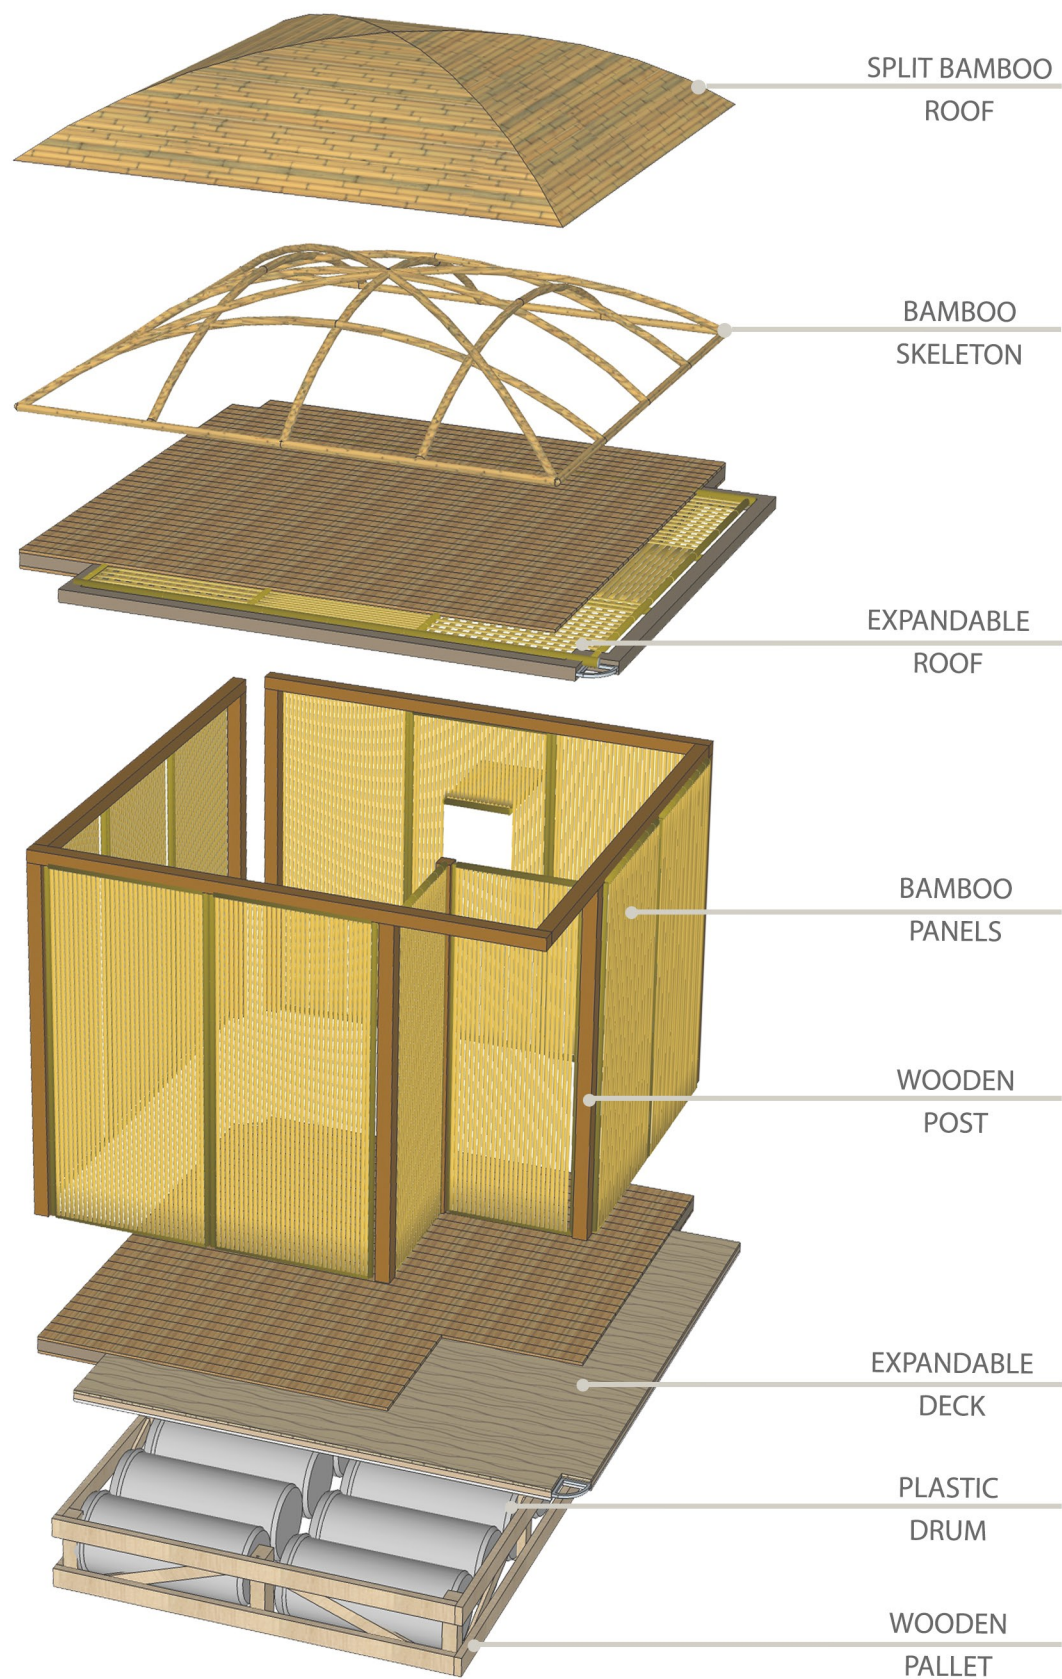 SPLIT BAMBOO
ROOF
BAMBOO
SKELETON
EXPANDABLE
ROOF
BAMBOO
PANELS
WOODEN
POST
EXPANDABLE
DECK
PLASTIC
DRUM
WOODEN
PALLET